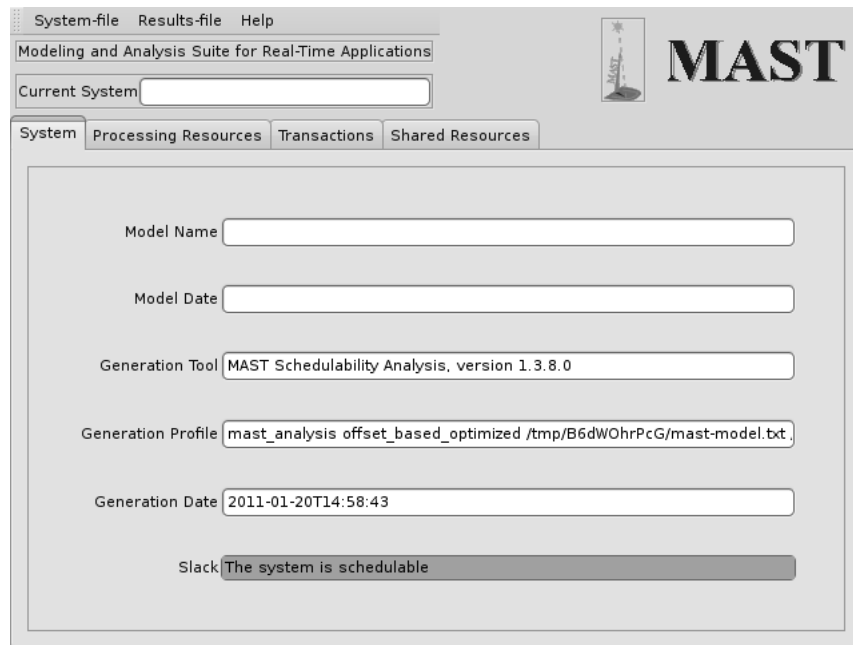 System-file Results-file Help
Modeling and Analysis Suite for Real-Time Applications
MAST
MAST
Current System
System Processing Resources Transactions Shared Resources
Model Name
Model Date
Generation Tool MAST Schedulability Analysis, version 1.3.8.0
Generation Profile mast_analysis offset_based_optimized /tmp/B6dWOhrPcG/mast-model.txt
Generation Date 2011-01-20T14:58:43
Slack The system is schedulable